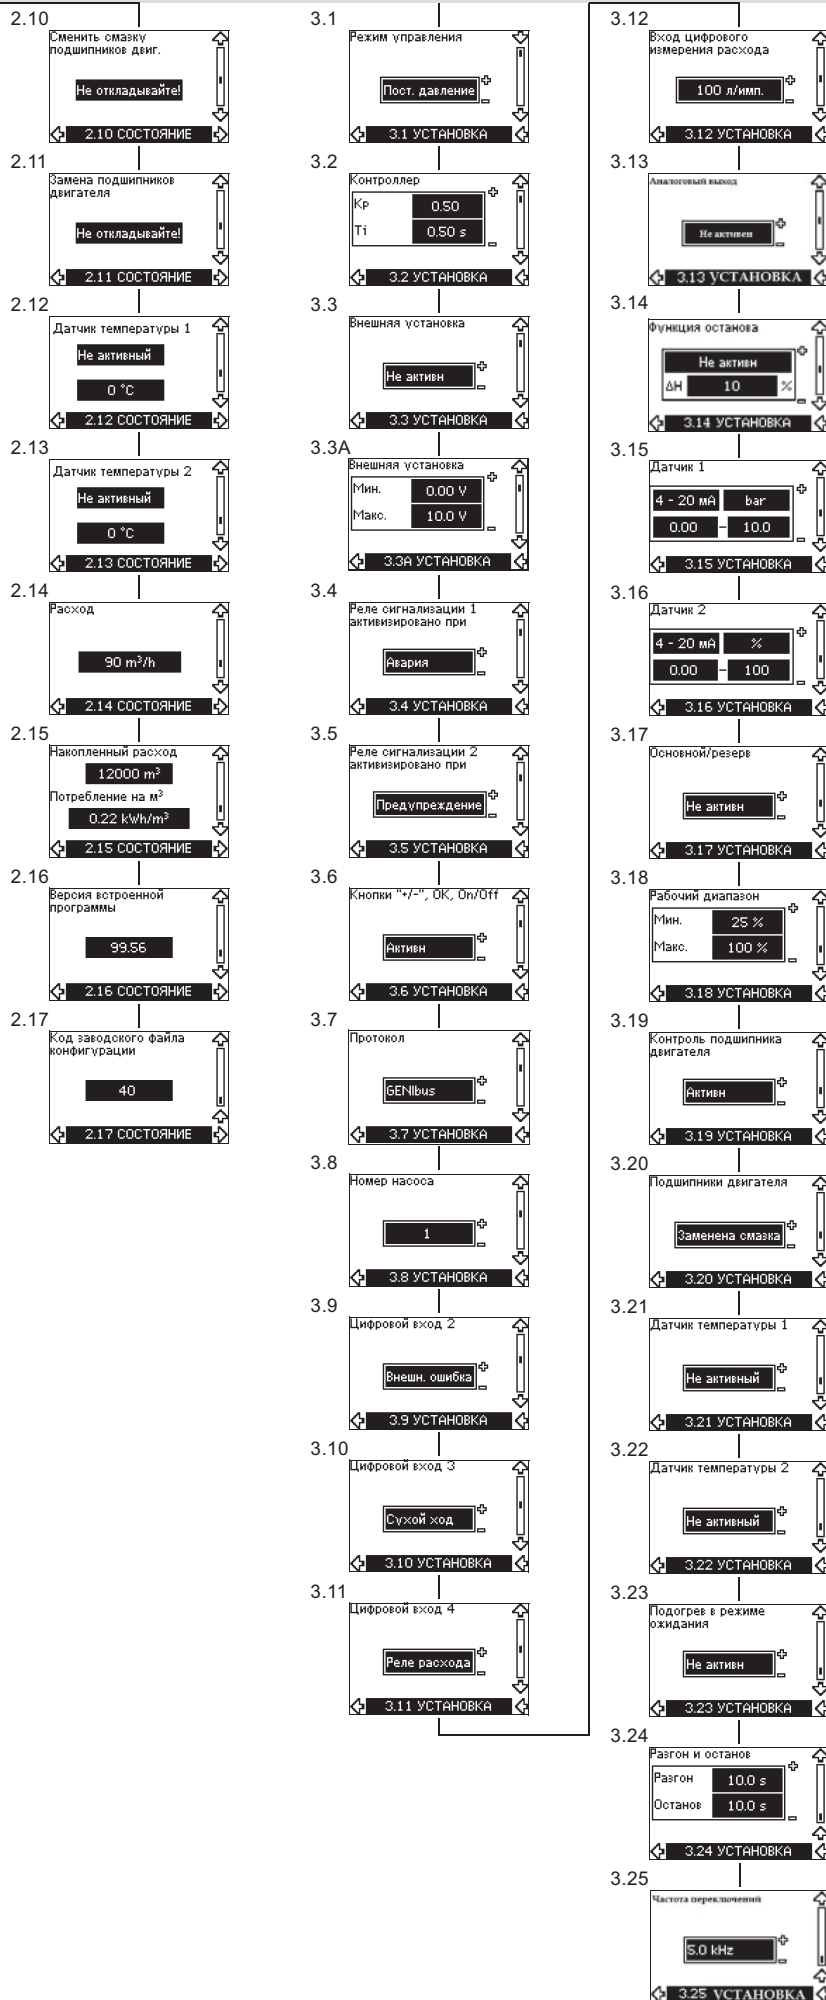 2.10
Сменить смазку
подшипников двиг.
Не откладывайте!
2.10 СОСТОЯНИЕ
2.11
Замена подшипников
двигателя
Не откладывайте!
2.11 СОСТОЯНИЕ
2.12
Датчик температуры 1
Не активный
0 °C
2.12 СОСТОЯНИЕ
2.13
Датчик температуры 2
Не активный
0 °C
2.13 СОСТОЯНИЕ
2.14
Расход
90 m³/h
2.14 СОСТОЯНИЕ
2.15
Накопленный расход
12000 m³
Потребление на м³
0.22 kWh/m³
2.15 СОСТОЯНИЕ
2.16
Версия встроенной
программы
99.56
2.16 СОСТОЯНИЕ
2.17
Код заводского файла
конфигурации
40
2.17 СОСТОЯНИЕ
3.1
Режим управления
Пост. давление
3.1 УСТАНОВКА
3.2
Контроллер
Kp 0.50
Ti 0.50 s
3.2 УСТАНОВКА
3.3
Внешняя установка
Не активн
3.3 УСТАНОВКА
3.3A
Внешняя установка
Мин. 0.00 V
Макс. 10.0 V
3.3A УСТАНОВКА
3.4
Реле сигнализации 1
активизировано при
Авария
3.4 УСТАНОВКА
3.5
Реле сигнализации 2
активизировано при
Предупреждение
3.5 УСТАНОВКА
3.6
Кнопки "+/-", OK, On/Off
Активн
3.6 УСТАНОВКА
3.7
Протокол
GENIbus
3.7 УСТАНОВКА
3.8
Номер насоса
1
3.8 УСТАНОВКА
3.9
Цифровой вход 2
Внешн. ошибка
3.9 УСТАНОВКА
3.10
Цифровой вход 3
Сухой ход
3.10 УСТАНОВКА
3.11
Цифровой вход 4
Реле расхода
3.11 УСТАНОВКА
3.12
Вход цифрового
измерения расхода
100 л/имп.
3.12 УСТАНОВКА
3.13
Аналоговый выход
Не активен
3.13 УСТАНОВКА
3.14
Функция останова
Не активн
ΔH 10 %
3.14 УСТАНОВКА
3.15
Датчик 1
4 - 20 мА bar
0.00 – 10.0
3.15 УСТАНОВКА
3.16
Датчик 2
4 - 20 мА %
0.00 – 100
3.16 УСТАНОВКА
3.17
Основной/резерв
Не активн
3.17 УСТАНОВКА
3.18
Рабочий диапазон
Мин. 25 %
Макс. 100 %
3.18 УСТАНОВКА
3.19
Контроль подшипника
двигателя
Активн
3.19 УСТАНОВКА
3.20
Подшипники двигателя
Заменена смазка
3.20 УСТАНОВКА
3.21
Датчик температуры 1
Не активный
3.21 УСТАНОВКА
3.22
Датчик температуры 2
Не активный
3.22 УСТАНОВКА
3.23
Подогрев в режиме
ожидания
Не активн
3.23 УСТАНОВКА
3.24
Разгон и останов
Разгон 10.0 s
Останов 10.0 s
3.24 УСТАНОВКА
3.25
Частота переключений
5.0 kHz
3.25 УСТАНОВКА